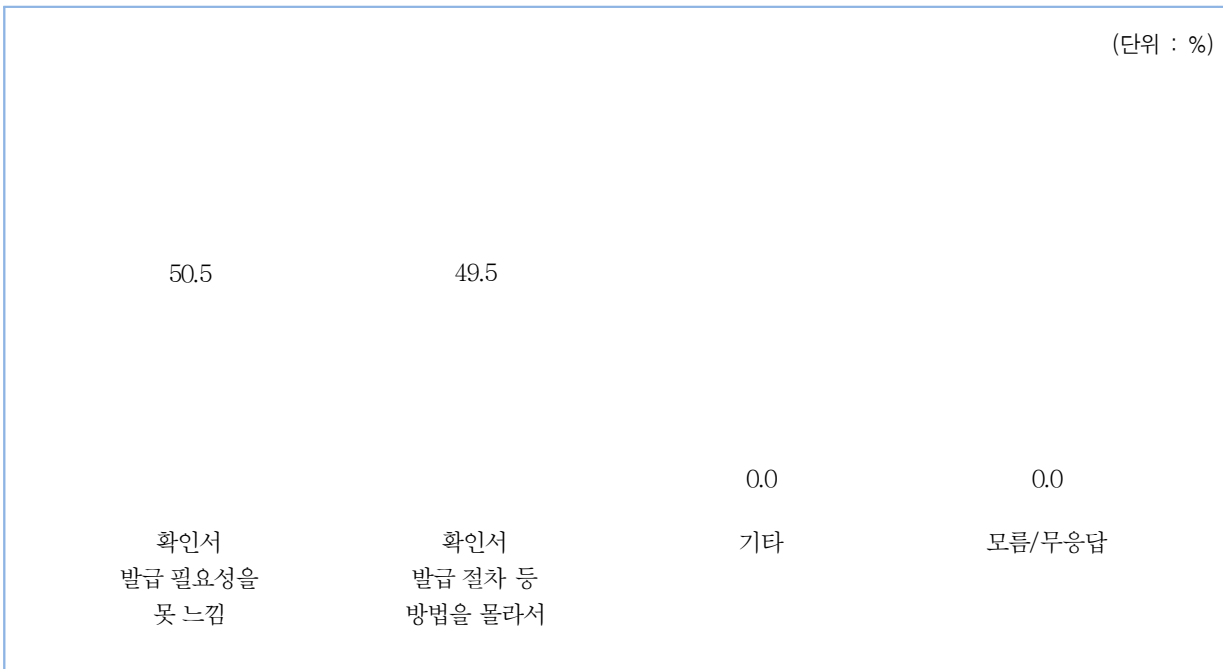 (단위 : %)
50.5
49.5
0.0
0.0
확인서
발급 필요성을
못 느낌
확인서
발급 절차 등
방법을 몰라서
기타
모름/무응답